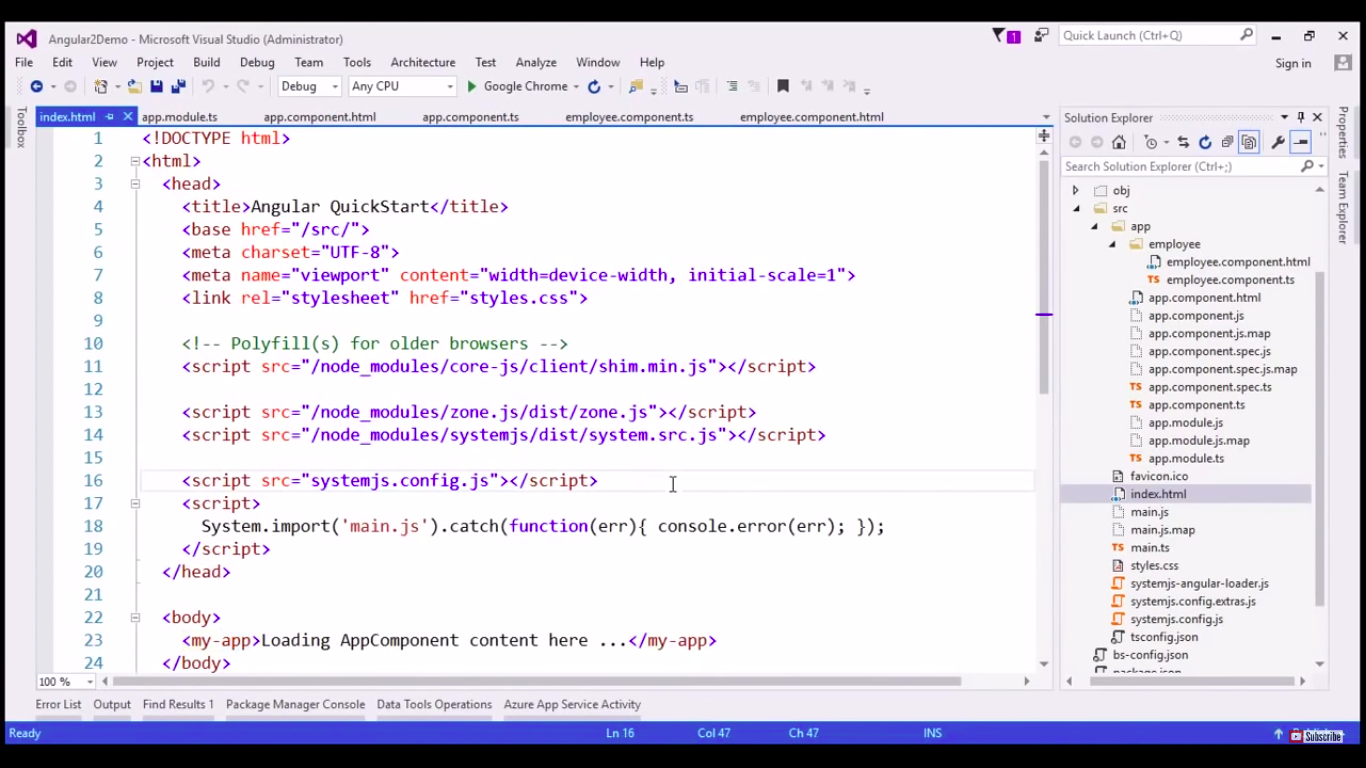 Angular2Demo - Microsoft Visual Studio (Administrator)
1
Quick Launch (Ctrl+Q)
File Edit View Project Build Debug Team Tools Architecture Test Analyze Window Help
Sign in
Debug Any CPU Google Chrome
Toolbox
index.html app.module.ts app.component.html app.component.ts employee.component.ts employee.component.html
1 <!DOCTYPE html>
2 <html>
3 <head>
4 <title>Angular QuickStart</title>
5 <base href="/src/">
6 <meta charset="UTF-8">
7 <meta name="viewport" content="width=device-width, initial-scale=1">
8 <link rel="stylesheet" href="styles.css">
9
10 <!-- Polyfill(s) for older browsers -->
11 <script src="/node_modules/core-js/client/shim.min.js"></script>
12
13 <script src="/node_modules/zone.js/dist/zone.js"></script>
14 <script src="/node_modules/systemjs/dist/system.src.js"></script>
15
16 <script src="systemjs.config.js"></script>
17 <script>
18 System.import('main.js').catch(function(err){ console.error(err); });
19 </script>
20 </head>
21
22 <body>
23 <my-app>Loading AppComponent content here ...</my-app>
24 </body>
100 %
Solution Explorer
Search Solution Explorer (Ctrl+;)
obj
src
app
employee
employee.component.html
TS employee.component.ts
app.component.html
app.component.js
app.component.js.map
app.component.spec.js
app.component.spec.js.map
TS app.component.spec.ts
TS app.component.ts
app.module.js
app.module.js.map
TS app.module.ts
favicon.ico
index.html
main.js
main.js.map
TS main.ts
styles.css
systemjs-angular-loader.js
systemjs.config.extras.js
systemjs.config.js
tsconfig.json
bs-config.json
package.json
Properties
Team Explorer
Error List Output Find Results 1 Package Manager Console Data Tools Operations Azure App Service Activity
Ready Ln 16 Col 47 Ch 47 INS
Subscribe